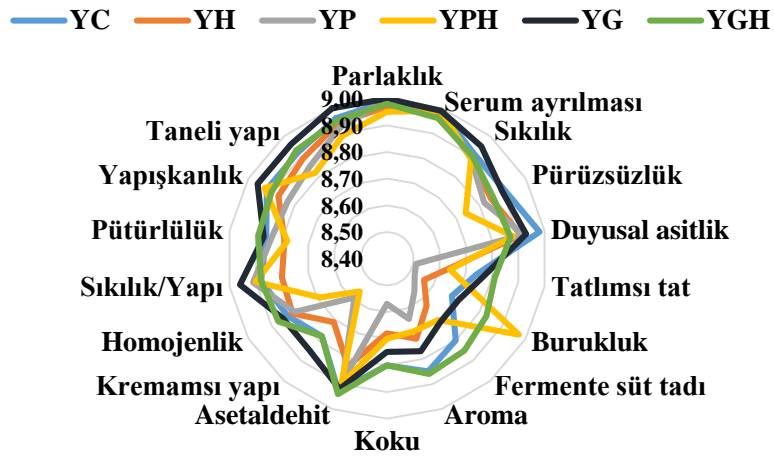 YC YH YP YPH YG YGH
Parlaklık
Serum ayrılması
Sıkılık
Pürüzsüzlük
Duyusal asitlik
Tatlımsı tat
Burukluk
Fermente süt tadı
Aroma
Koku
Asetaldehit
Kremamsı yapı
Homojenlik
Sıkılık/Yapı
Pütürlülük
Yapışkanlık
Taneli yapı
9,00
8,90
8,80
8,70
8,60
8,50
8,40